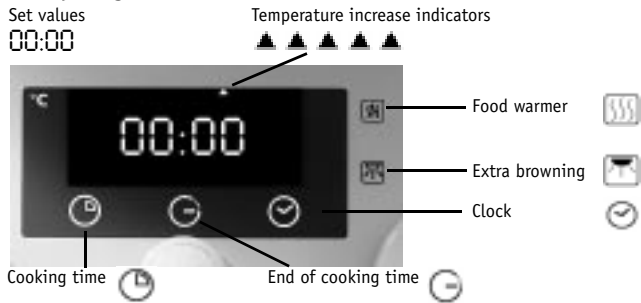 Set values
Temperature increase indicators
00:00
°C
00:00
Food warmer
Extra browning
Clock
Cooking time
End of cooking time